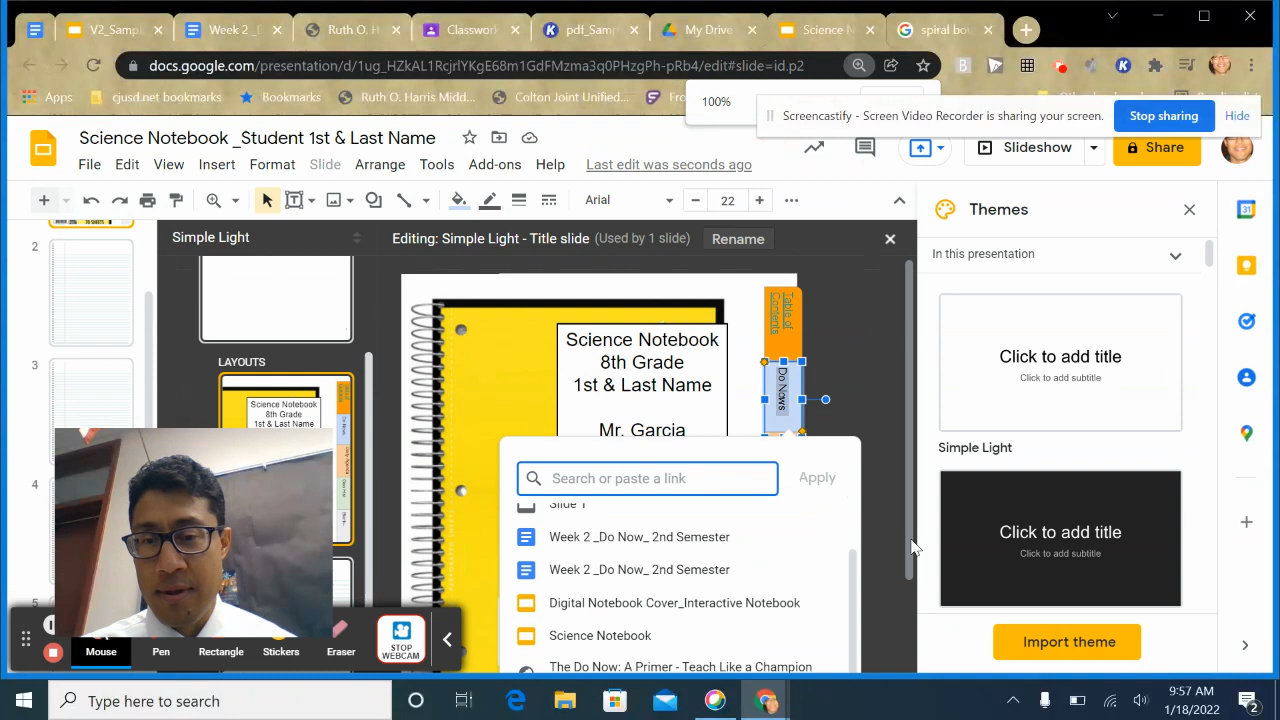 V2_Sampl
Week 2 _D
Ruth O. H
Classwor
pdf_Samp
My Drive
Science N
spiral bou
docs.google.com/presentation/d/1ug_HZkAL1RcjrlYKgE68m1GdFMzma3q0PHzgPh-pRb4/edit#slide=id.p2
Apps
cjusd.net bookmarks
Bookmarks
Ruth O. Harris Midd...
Colton Joint Unified...
100%
Screencastify - Screen Video Recorder is sharing your screen.
Stop sharing
Hide
Science Notebook _Student 1st & Last Name
File Edit View Insert Format Slide Arrange Tools Add-ons Help
Last edit was seconds ago
Slideshow
Share
Arial
22
Simple Light
Editing: Simple Light - Title slide (Used by 1 slide)
Rename
Themes
In this presentation
2
3
4
5
LAYOUTS
Science Notebook
8th Grade
1st & Last Name
Science Notebook
8th Grade
1st & Last Name
Mr. Garcia
Table of
Contents
Do Nows
Search or paste a link
Apply
Slide 1
Week 2 _Do Now_ 2nd Semester
Week 2 _Do Now_ 2nd Semester
Digital Notebook Cover_Interactive Notebook
Science Notebook
The Do Now: A Primer - Teach Like a Champion
Click to add title
Click to add subtitle
Simple Light
Click to add title
Click to add subtitle
Import theme
Mouse
Pen
Rectangle
Stickers
Eraser
STOP
WEBCAM
Type here to search
9:57 AM
1/18/2022
2